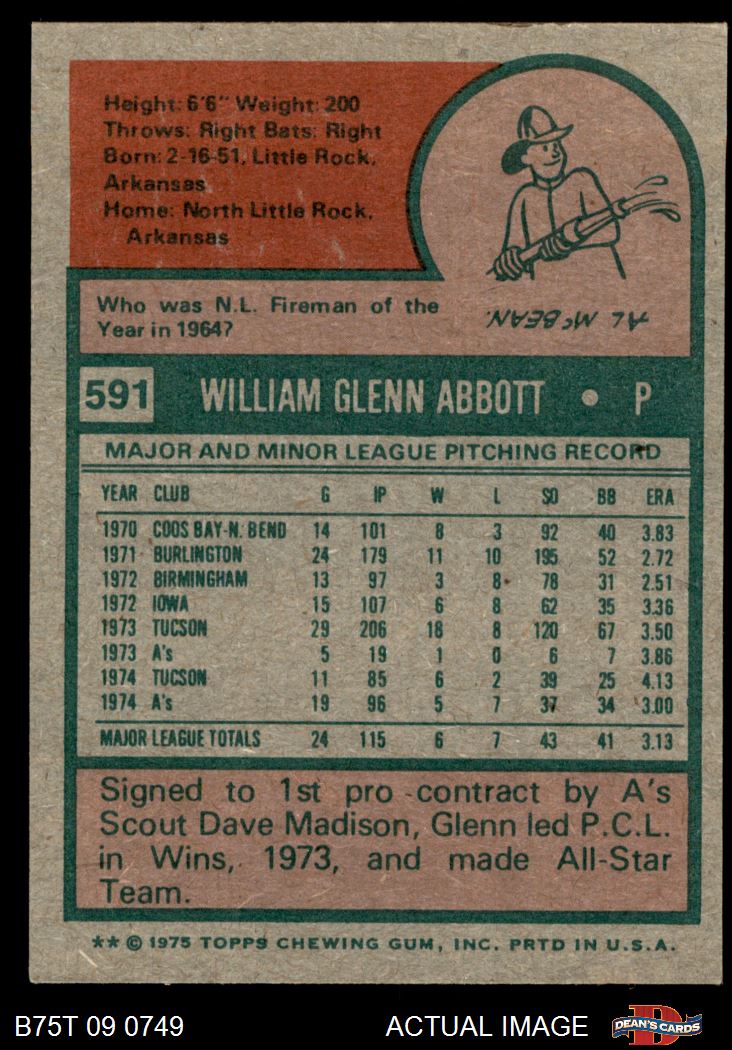 Height: 6'6" Weight: 200
Throws: Right Bats: Right
Born: 2-16-51, Little Rock,
Arkansas
Home: North Little Rock,
Arkansas
Who was N.L. Fireman of the
Year in 1964?
AL McBEAN.
591 WILLIAM GLENN ABBOTT • P
MAJOR AND MINOR LEAGUE PITCHING RECORD
YEAR CLUB G IP W L SO BB ERA
1970 COOS BAY-N. BEND 14 101 8 3 92 40 3.83
1971 BURLINGTON 24 179 11 10 195 52 2.72
1972 BIRMINGHAM 13 97 3 8 78 31 2.51
1972 IOWA 15 107 6 8 62 35 3.36
1973 TUCSON 29 206 18 8 120 67 3.50
1973 A's 5 19 1 0 6 7 3.86
1974 TUCSON 11 85 6 2 39 25 4.13
1974 A's 19 96 5 7 37 34 3.00
MAJOR LEAGUE TOTALS 24 115 6 7 43 41 3.13
Signed to 1st pro contract by A's
Scout Dave Madison, Glenn led P.C.L.
in Wins, 1973, and made All-Star
Team.
** © 1975 TOPPS CHEWING GUM, INC. PRTD IN U.S.A.
B75T 09 0749 ACTUAL IMAGE D DEAN'S CARDS